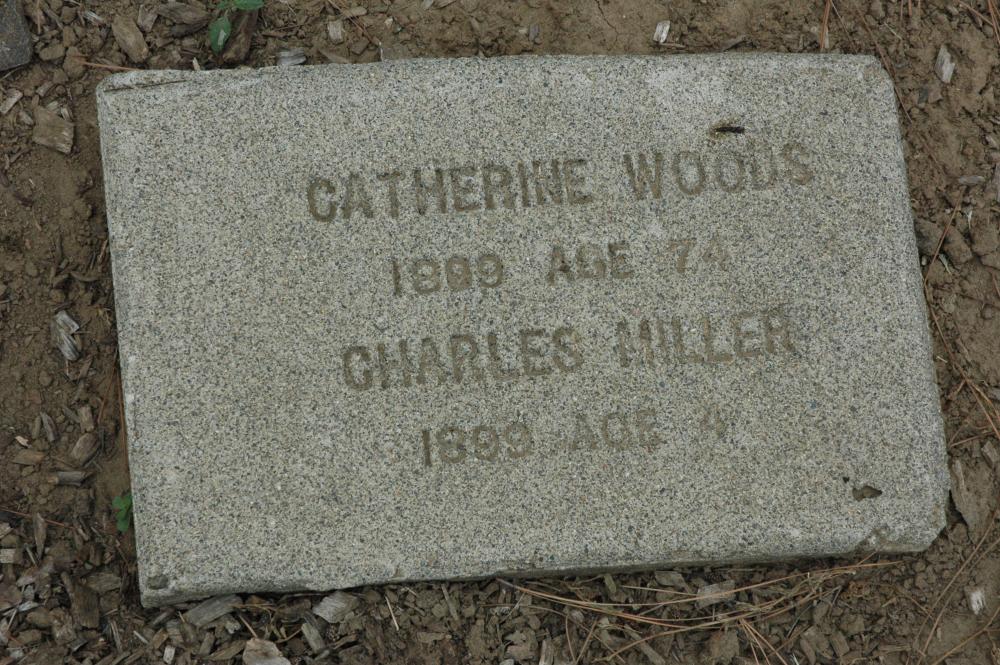 CATHERINE WOODS
1899 AGE 74
CHARLES MILLER
1899 AGE 4